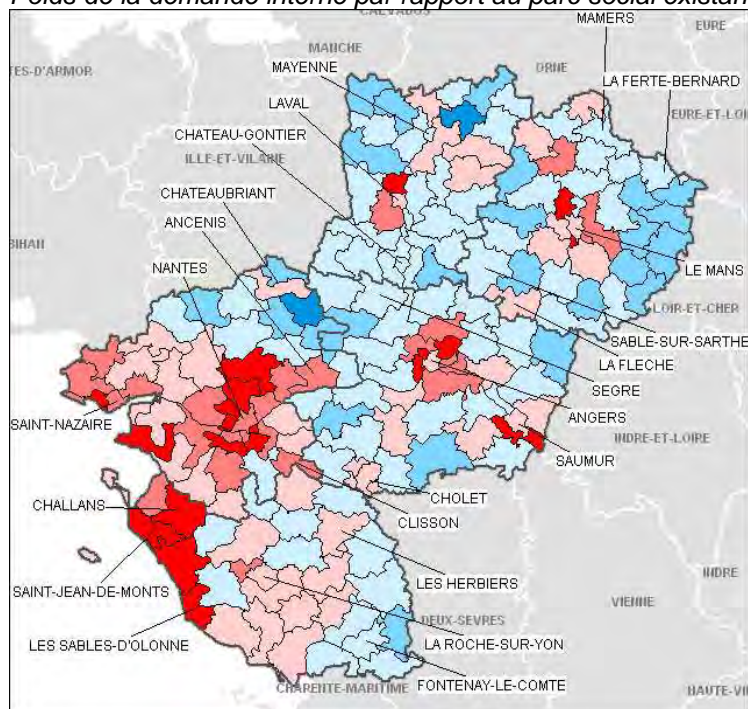 Poids de la demande interne par rapport au parc social existan
CALVADOS
MAMERS
EURE
MANCHE
MAYENNE
ORNE
TES-D'ARMOR
LA FERTE-BERNARD
LAVAL
EURE-ET-LOI
CHATEAU-GONTIER
ILLE-ET-VILAINE
CHATEAUBRIANT
ANCENIS
BIHAN
NANTES
LE MANS
LOIR-ET-CHER
SABLE-SUR-SARTHE
LA FLECHE
SEGRE
ANGERS
SAINT-NAZAIRE
INDRE-ET-LOIRE
SAUMUR
CHOLET
CHALLANS
CLISSON
INDRE
SAINT-JEAN-DE-MONTS
LES HERBIERS
VIENNE
DEUX-SEVRES
LES SABLES-D'OLONNE
LA ROCHE-SUR-YON
FONTENAY-LE-COMTE
CHARENTE-MARITIME
HAUTE-VI